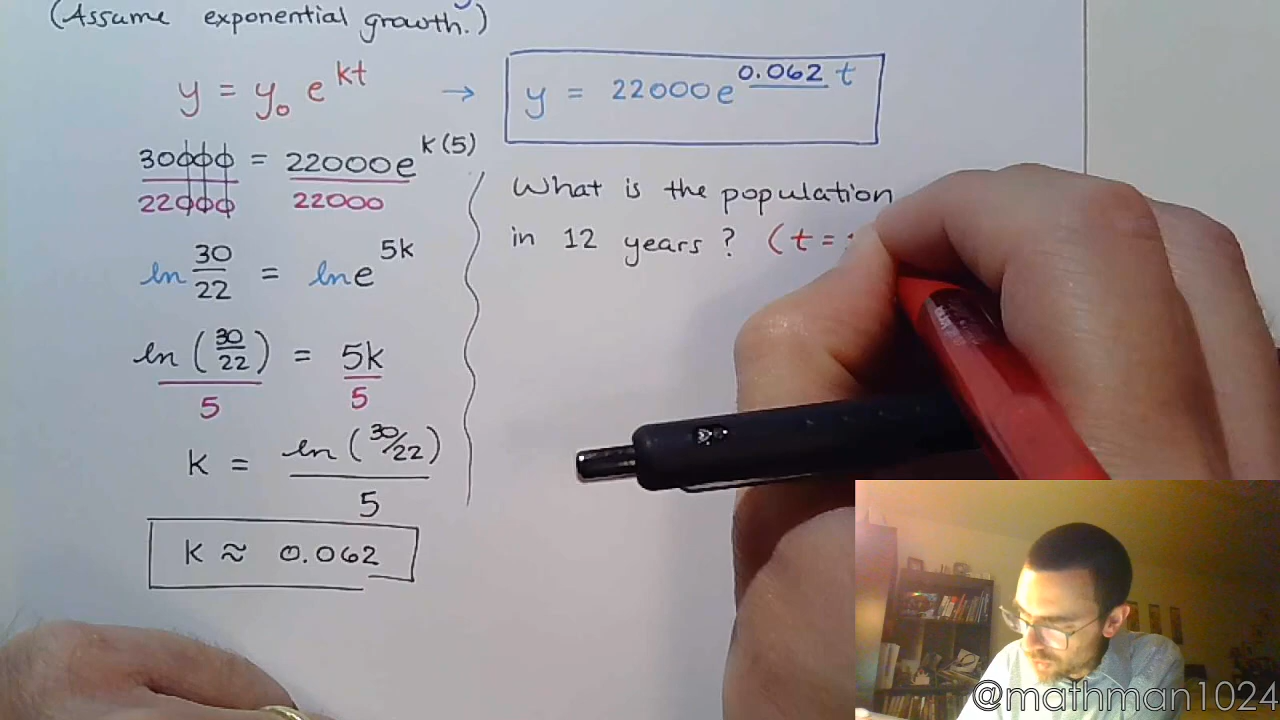 (Assume exponential growth.)
y = y₀ e^kt → y = 22000e^0.062 t
30000 = 22000e^k(5)
22000 22000
ln 30/22 = ln e^5k
ln (30/22) = 5k
5 5
k = ln (30/22)
5
k ≈ 0.062
What is the population
in 12 years ? (t =
@mathman1024